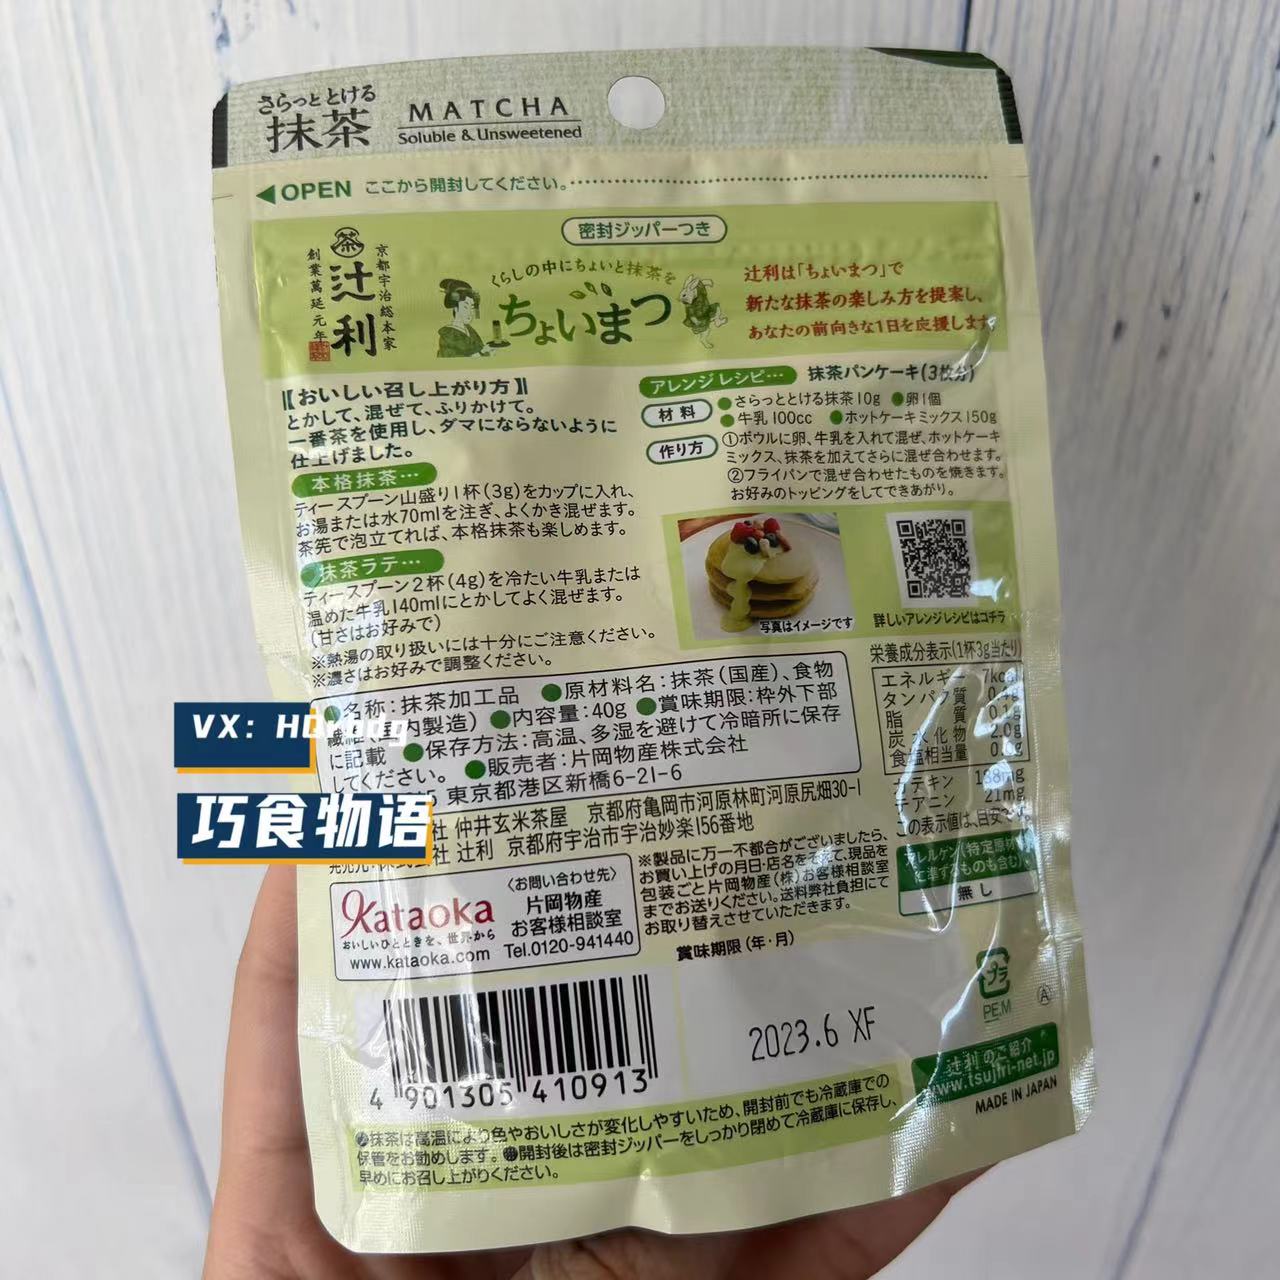 さらっととける
抹茶
MATCHA
Soluble & Unsweetened
◀OPEN ここから開封してください。
密封ジッパーつき
京都宇治総本家
辻利
創業萬延元年
くらしの中にちょいと抹茶を
ちょいまつ
辻利は「ちょいまつ」で
新たな抹茶の楽しみ方を提案し、
あなたの前向きな1日を応援します
【おいしい召し上がり方】
とかして、混ぜて、ふりかけて。
一番茶を使用し、ダマにならないように
仕上げました。
本格抹茶…
ティースプーン山盛り1杯(3g)をカップに入れ、
お湯または水70mlを注ぎ、よくかき混ぜます。
茶筅で泡立てれば、本格抹茶も楽しめます。
抹茶ラテ…
ティースプーン2杯(4g)を冷たい牛乳または
温めた牛乳140mlにとかしてよく混ぜます。
(甘さはお好みで)
※熱湯の取り扱いには十分にご注意ください。
※濃さはお好みで調整ください。
アレンジレシピ… 抹茶パンケーキ(3枚分)
材料 ●さらっととける抹茶10g ●卵1個
●牛乳100cc ●ホットケーキミックス150g
作り方 ①ボウルに卵、牛乳を入れて混ぜ、ホットケーキ
ミックス、抹茶を加えてさらに混ぜ合わせます。
②フライパンで混ぜ合わせたものを焼きます。
お好みのトッピングをしてできあがり。
写真はイメージです
詳しいアレンジレシピはコチラ
名称:抹茶加工品 ●原材料名:抹茶(国産)、食物
内製造) ●内容量:40g ●賞味期限:枠外下部
に記載 ●保存方法:高温、多湿を避けて冷暗所に保存
してください。 ●販売者:片岡物産株式会社
東京都港区新橋6-21-6
社 仲井玄米茶屋 京都府亀岡市河原林町河原尻畑30-1
辻利 京都府宇治市宇治妙楽156番地
栄養成分表示(1杯3g当たり)
エネルギー 7kcal
タンパク質
脂質 0.1g
炭水化物 2.0g
食塩相当量
カテキン
テアニン 21mg
この表示値は、目安です。
アレルゲン(特定原材
に準ずるものも含む)
無し
Kataoka
おいしいひとときを、世界から
www.kataoka.com
〈お問い合わせ先〉
片岡物産
お客様相談室
Tel.0120-941440
※製品に万一不都合がございましたら、
お買い上げの月日・店名をそえて、現品を
包装ごと片岡物産(株)お客様相談室
までお送りください。送料弊社負担にて
お取り替えさせていただきます。
賞味期限(年・月)
2023.6 XF
プラ
PE,M
A
4 901305 410913
辻利のご紹介
www.tsujiri-net.jp
MADE IN JAPAN
●抹茶は高温により色やおいしさが変化しやすいため、開封前でも冷蔵庫での
保管をお勧めします。●開封後は密封ジッパーをしっかり閉めて冷蔵庫に保存し、
早めにお召し上がりください。
VX:
巧食物语